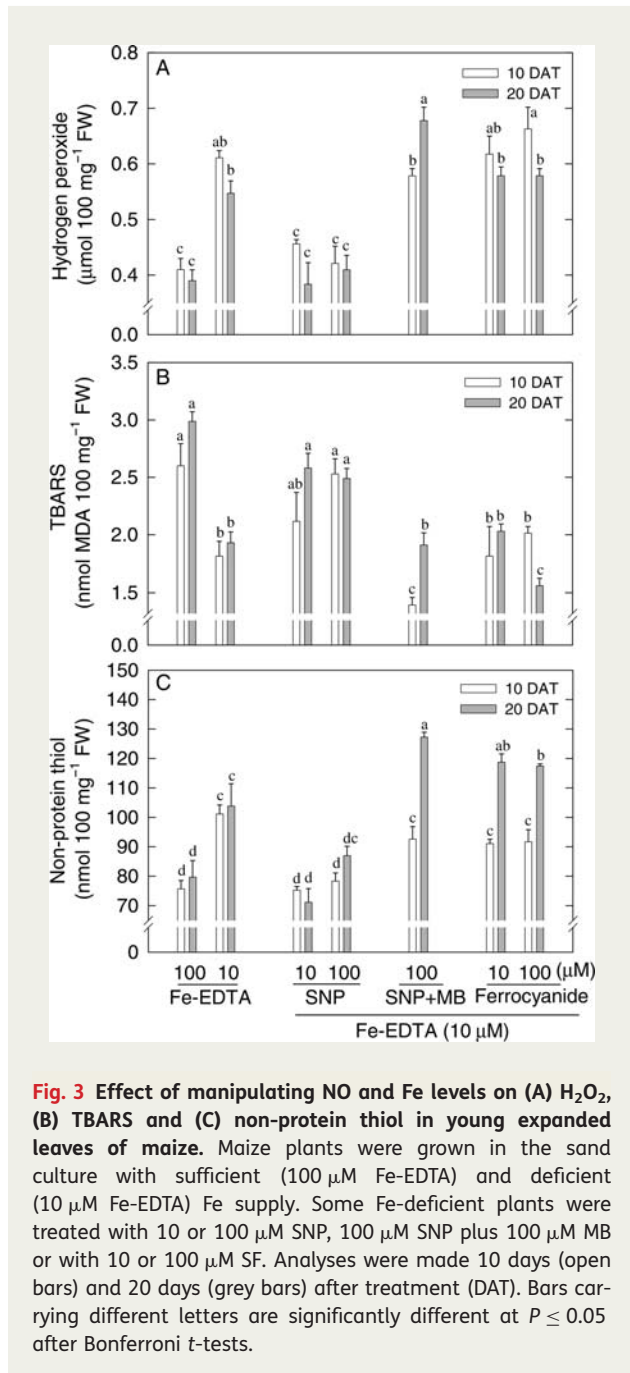 A
10 DAT
20 DAT
Hydrogen peroxide
(μmol 100 mg⁻¹ FW)
0.8
0.7
0.6
0.5
0.4
0.0
c c ab b c c c c b a ab b a b
B
10 DAT
20 DAT
TBARS
(nmol MDA 100 mg⁻¹ FW)
3.5
3.0
2.5
2.0
1.5
0.0
a a b b ab a a a c b b b b c
C
10 DAT
20 DAT
Non-protein thiol
(nmol 100 mg⁻¹ FW)
150
140
130
120
110
100
90
80
70
0
d d c c d d d dc c a c ab c b
100 10 10 100 100 10 100 (μM)
Fe-EDTA SNP SNP+MB Ferrocyanide
Fe-EDTA (10 μM)
Fig. 3 Effect of manipulating NO and Fe levels on (A) H₂O₂,
(B) TBARS and (C) non-protein thiol in young expanded
leaves of maize. Maize plants were grown in the sand
culture with sufficient (100 μM Fe-EDTA) and deficient
(10 μM Fe-EDTA) Fe supply. Some Fe-deficient plants were
treated with 10 or 100 μM SNP, 100 μM SNP plus 100 μM MB
or with 10 or 100 μM SF. Analyses were made 10 days (open
bars) and 20 days (grey bars) after treatment (DAT). Bars car-
rying different letters are significantly different at P ≤ 0.05
after Bonferroni t-tests.